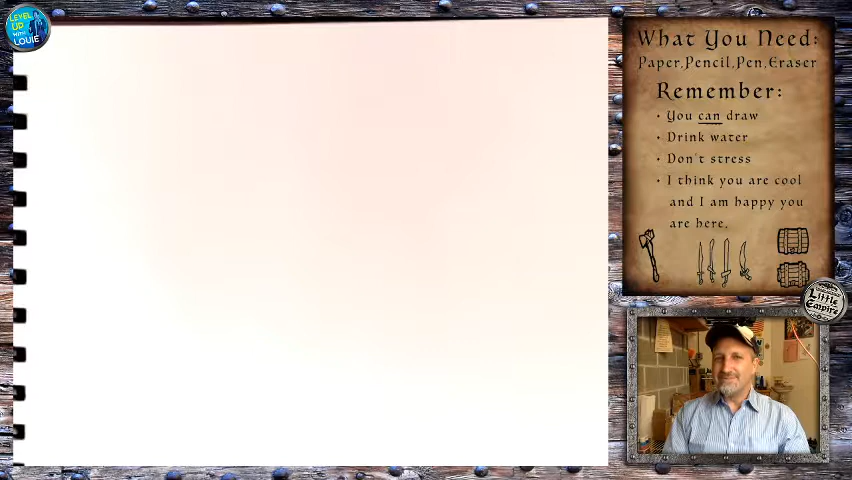 LEVEL
UP
WITH
LOUIE
What You Need:
Paper,Pencil,Pen,Eraser
Remember:
• You can draw
• Drink water
• Don't stress
• I think you are cool
and I am happy you
are here.
Little
Empire